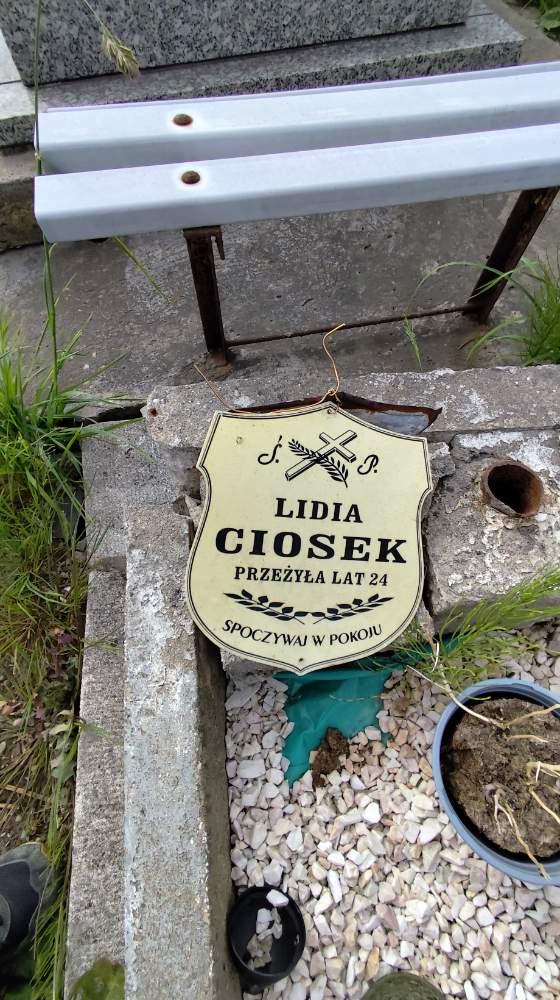 Ś. P.
LIDIA
CIOSEK
PRZEŻYŁA LAT 24
SPOCZYWAJ W POKOJU